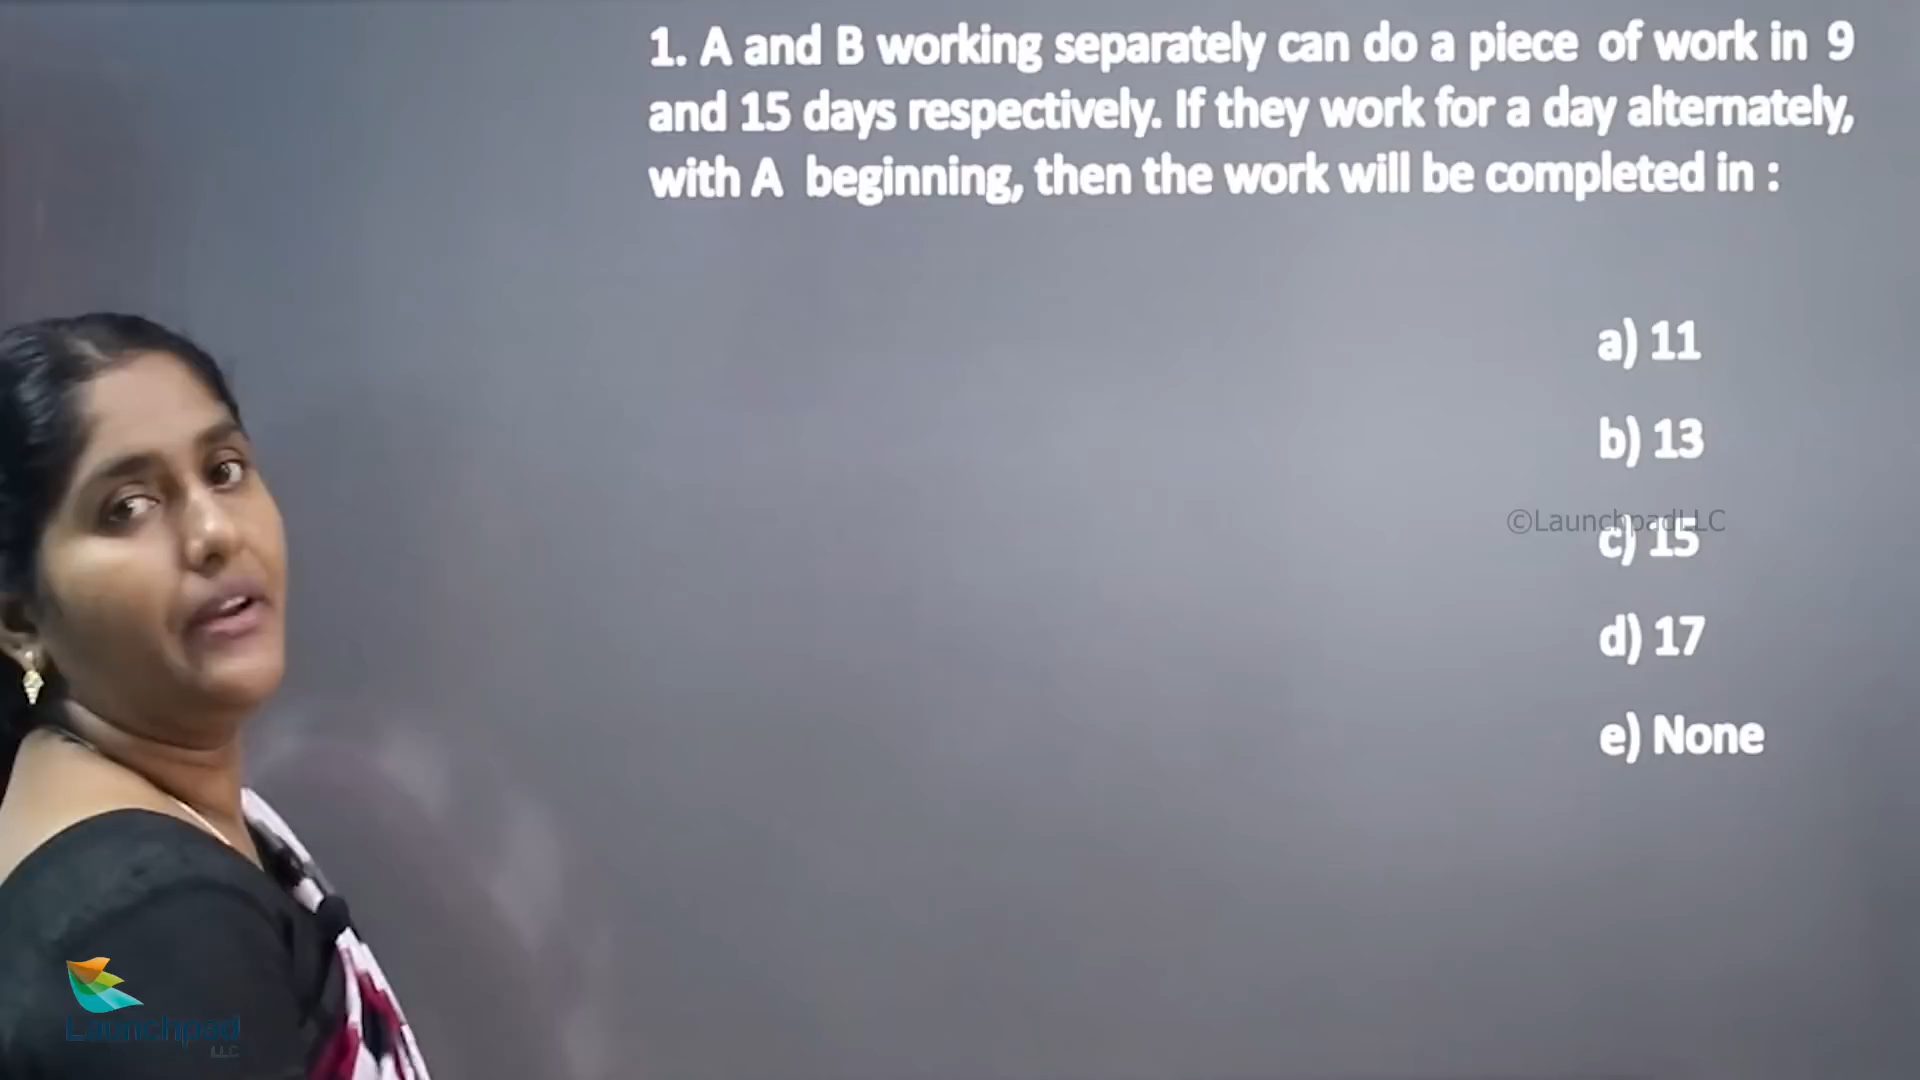 1. A and B working separately can do a piece of work in 9
and 15 days respectively. If they work for a day alternately,
with A beginning, then the work will be completed in :
a) 11
b) 13
©LaunchpadLLC
c) 15
d) 17
e) None
Launchpad
LLC